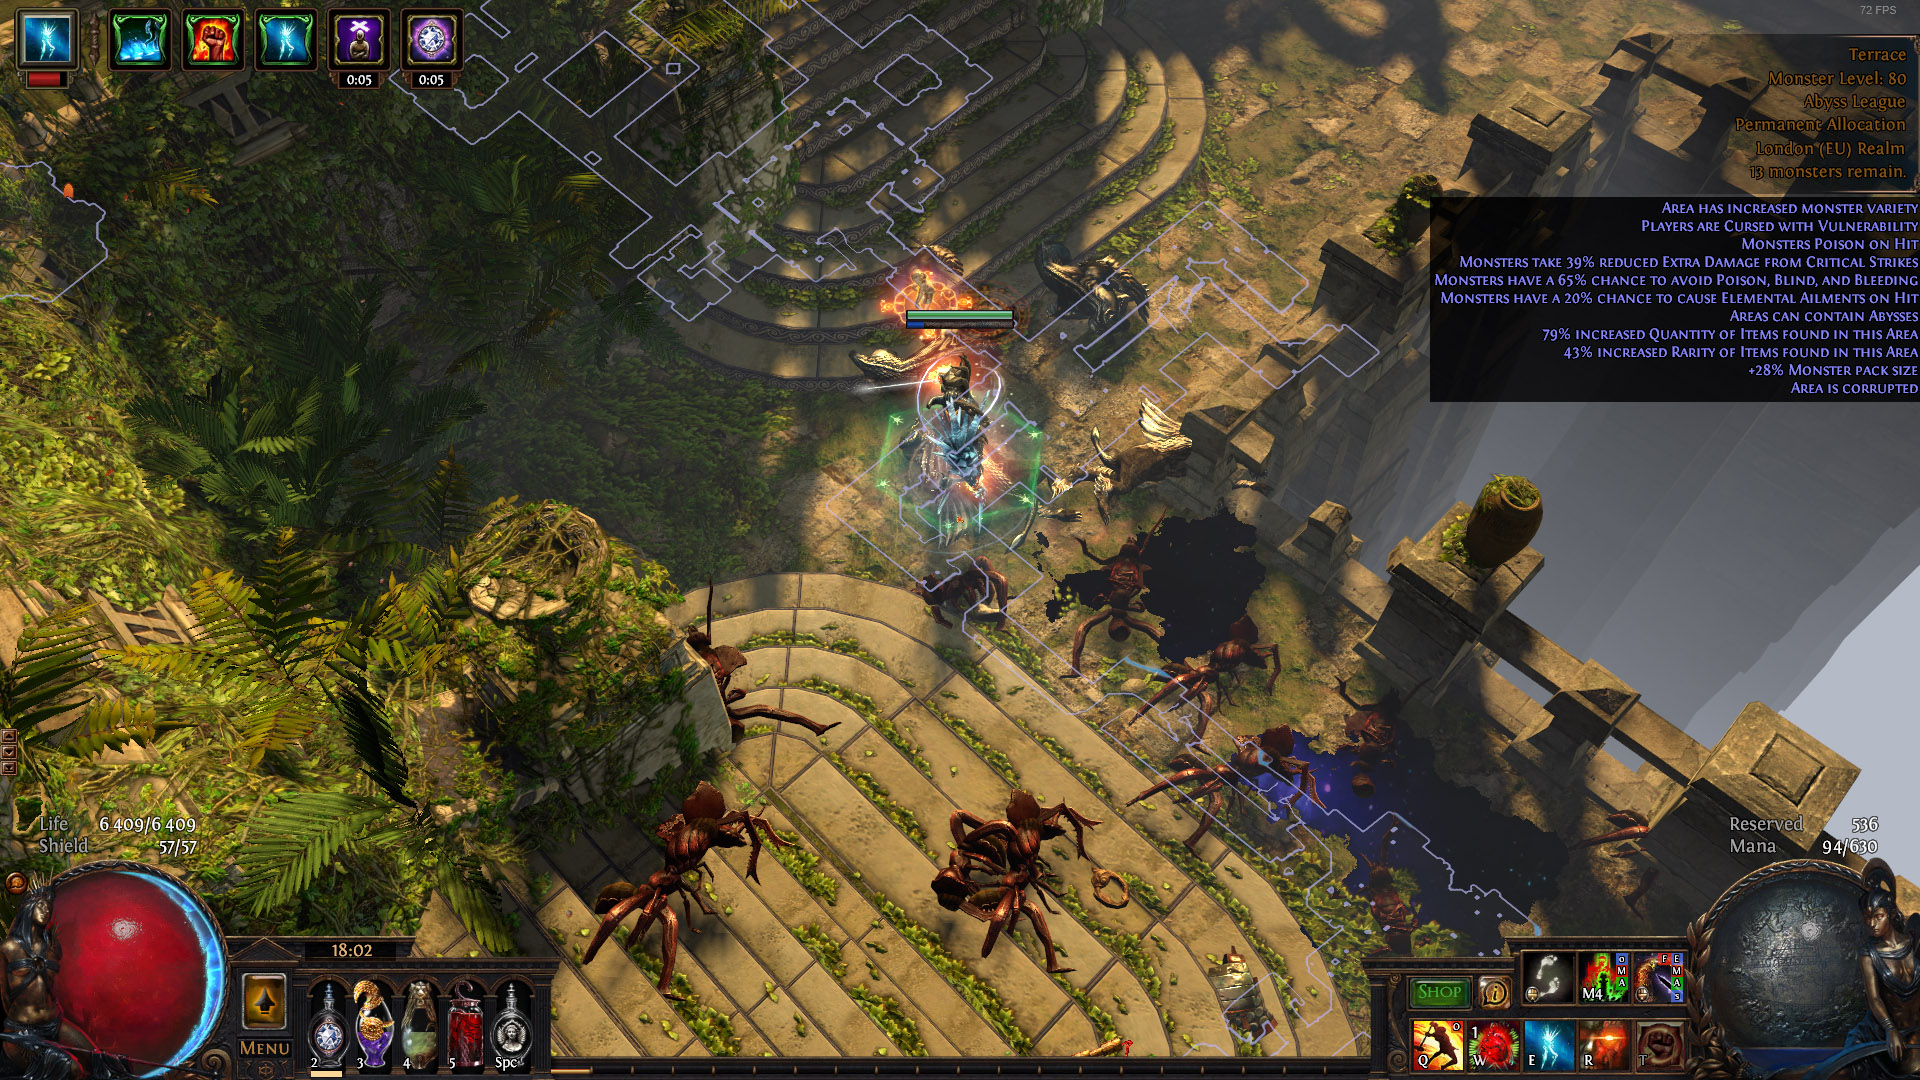 72 FPS
0:05
0:05
Terrace
Monster Level: 80
Abyss League
Permanent Allocation
London (EU) Realm
13 monsters remain.
Area has increased monster variety
Players are Cursed with Vulnerability
Monsters Poison on Hit
Monsters take 39% reduced Extra Damage from Critical Strikes
Monsters have a 65% chance to avoid Poison, Blind, and Bleeding
Monsters have a 20% chance to cause Elemental Ailments on Hit
Areas can contain Abysses
79% increased Quantity of Items found in this Area
43% increased Rarity of Items found in this Area
+28% Monster pack size
Area is corrupted
Life 6 409/6 409
Shield 57/57
Reserved 536
Mana 94/630
18:02
Menu
2 3 4 5 Spc
Shop
M4
O
M
A
F E
M
A
S
Q O 1 W E R T